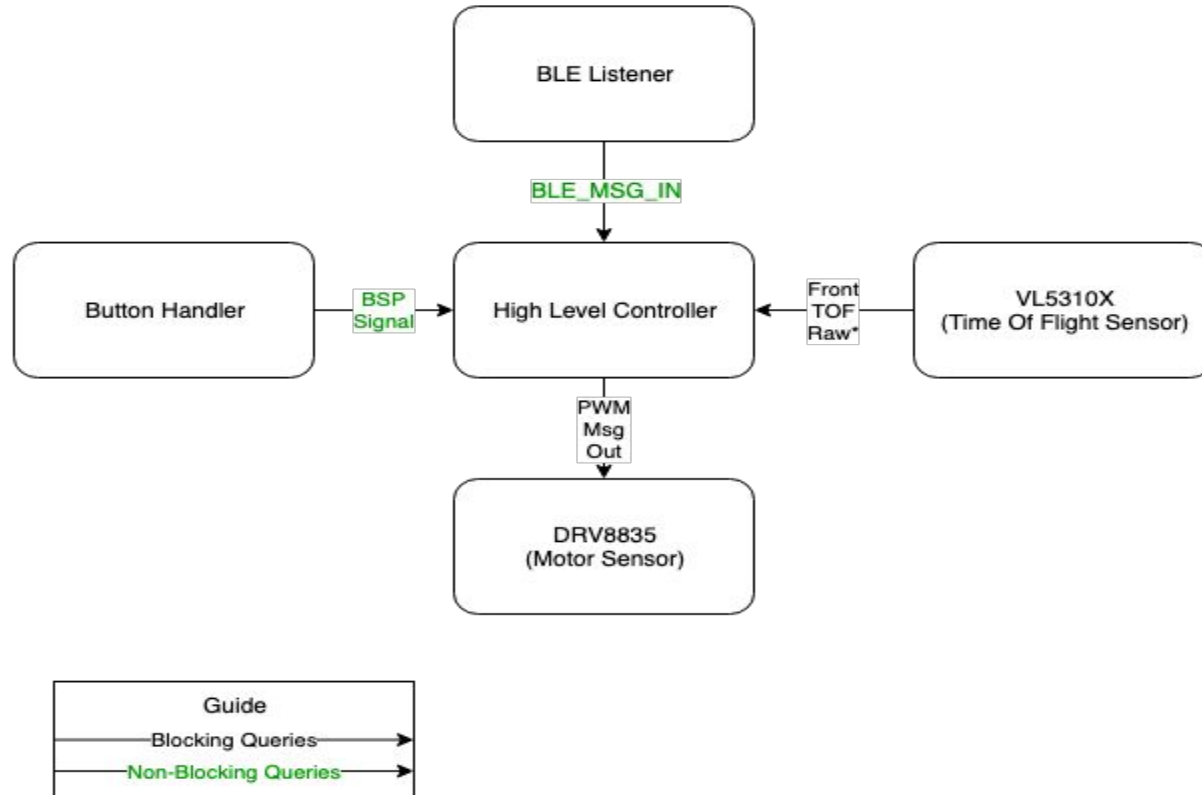 BLE Listener
BLE_MSG_IN
Button Handler
BSP
Signal
High Level Controller
Front
TOF
Raw*
VL5310X
(Time Of Flight Sensor)
PWM
Msg
Out
DRV8835
(Motor Sensor)
Guide
Blocking Queries
Non-Blocking Queries